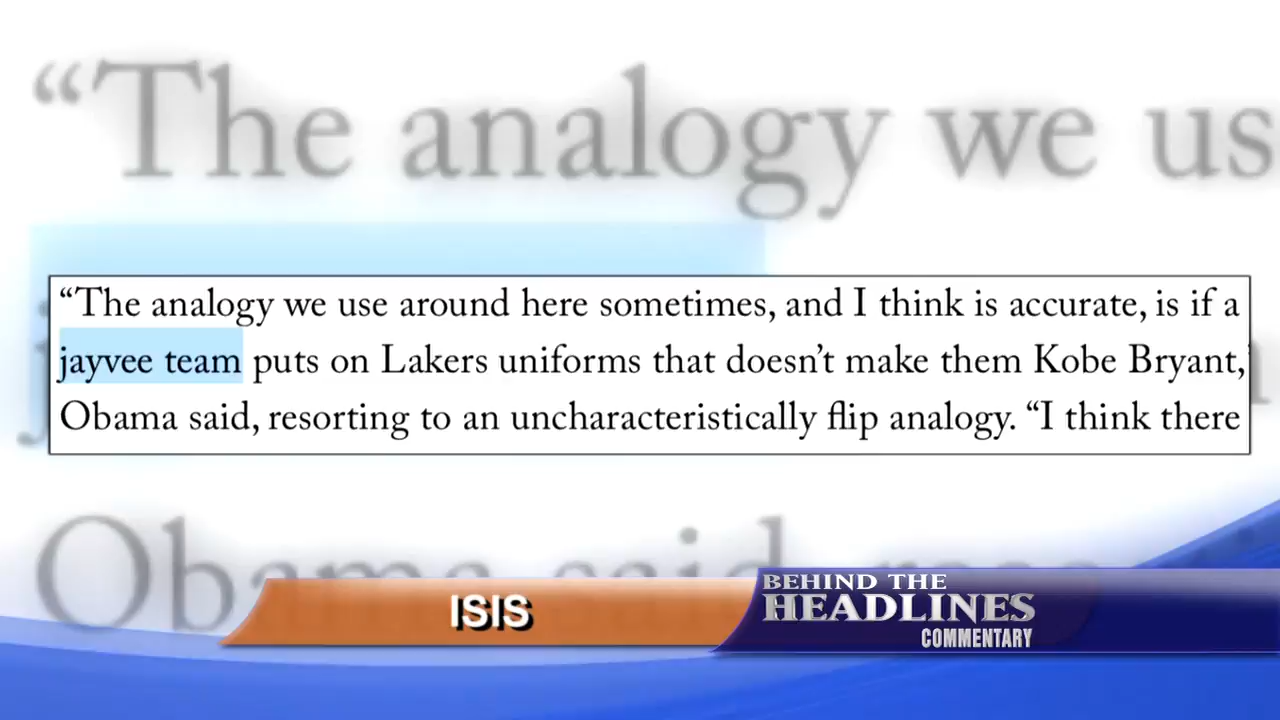 “The analogy we us
“The analogy we use around here sometimes, and I think is accurate, is if a
jayvee team puts on Lakers uniforms that doesn’t make them Kobe Bryant,
Obama said, resorting to an uncharacteristically flip analogy. “I think there
Obama said
ISIS
BEHIND THE
HEADLINES
COMMENTARY